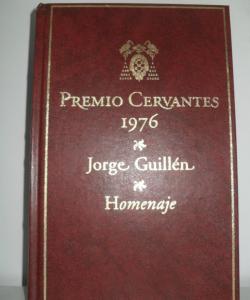 PREMIO CERVANTES
1976
Jorge Guillén
Homenaje